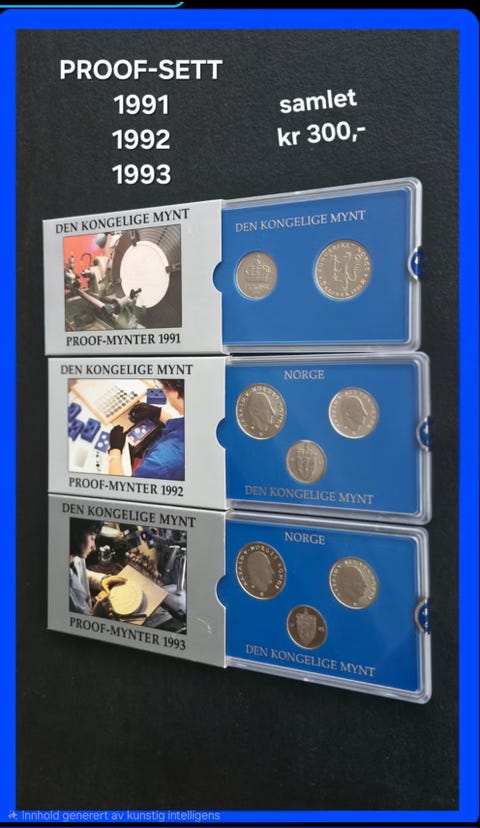 PROOF-SETT
1991
1992
1993
samlet
kr 300,-
DEN KONGELIGE MYNT
PROOF-MYNTER 1991
DEN KONGELIGE MYNT
DEN KONGELIGE MYNT
PROOF-MYNTER 1992
NORGE
DEN KONGELIGE MYNT
DEN KONGELIGE MYNT
PROOF-MYNTER 1993
NORGE
DEN KONGELIGE MYNT
Innhold generert av kunstig intelligens